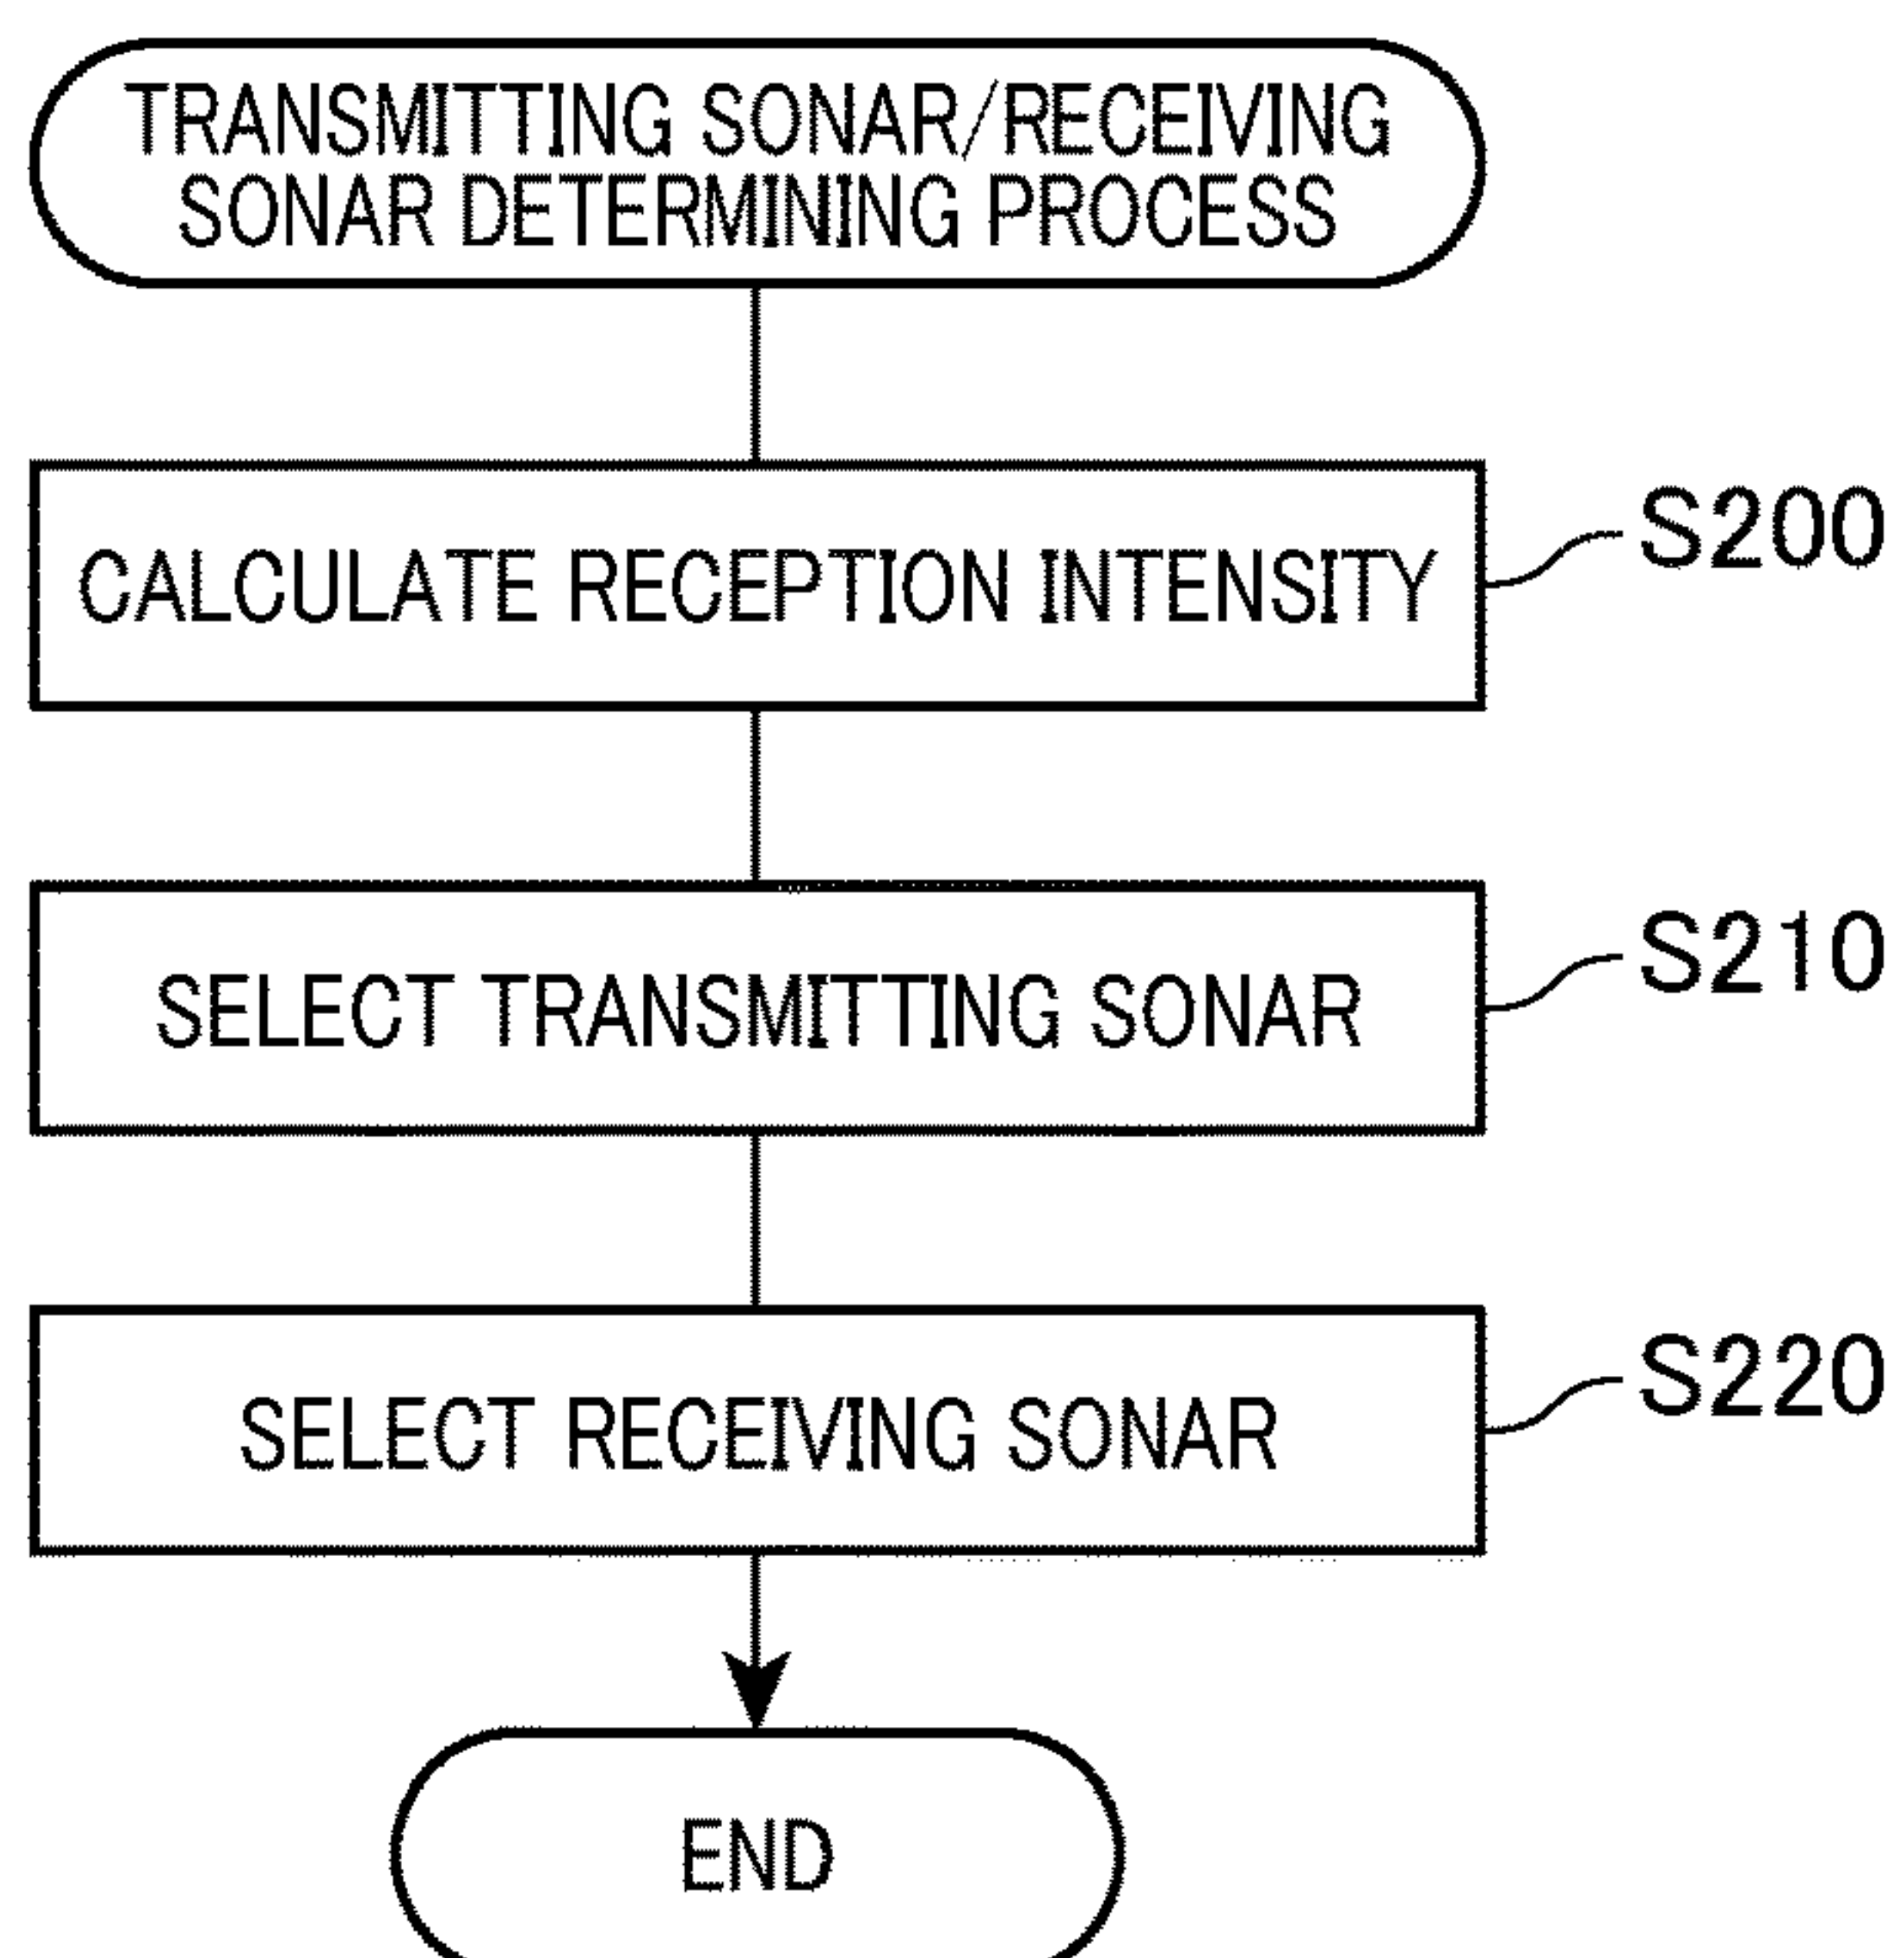 TRANSMITTING SONAR/RECEIVING
SONAR DETERMINING PROCESS
CALCULATE RECEPTION INTENSITY
S200
SELECT TRANSMITTING SONAR
S210
SELECT RECEIVING SONAR
S220
END